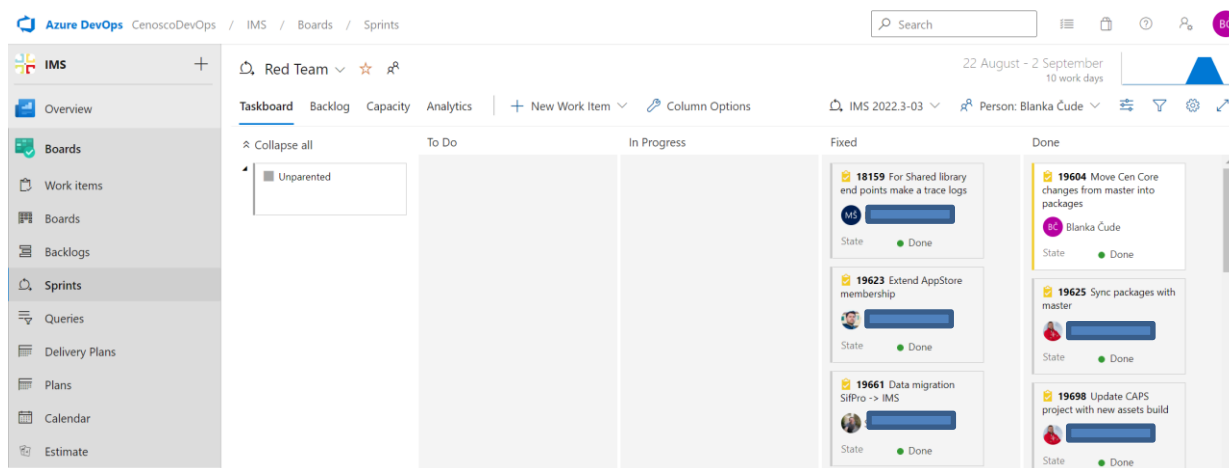 Azure DevOps CenoscoDevOps / IMS / Boards / Sprints
Search
BČ
IMS
Overview
Boards
Work items
Boards
Backlogs
Sprints
Queries
Delivery Plans
Plans
Calendar
Estimate
Red Team
22 August - 2 September
10 work days
Taskboard Backlog Capacity Analytics New Work Item Column Options
IMS 2022.3-03 Person: Blanka Čude
Collapse all
To Do
In Progress
Fixed
Done
Unparented
18159 For Shared library
end points make a trace logs
MŠ
State Done
19623 Extend AppStore
membership
State Done
19661 Data migration
SifPro -> IMS
State Done
19604 Move Cen Core
changes from master into
packages
BČ Blanka Čude
State Done
19625 Sync packages with
master
State Done
19698 Update CAPS
project with new assets build
State Done